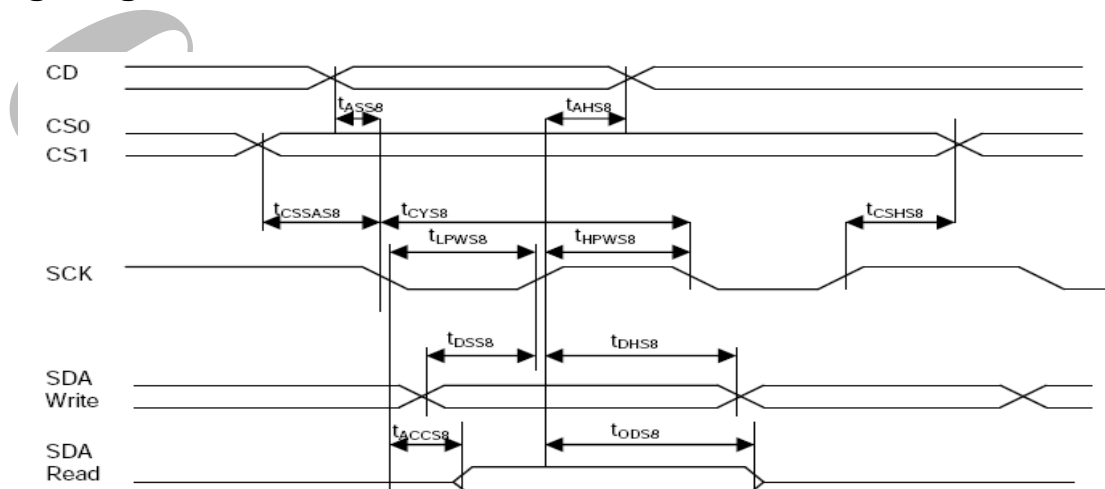 CD
tASS8 tAHS8
CS0
CS1
tCSSAS8 tCYS8 tCSHS8
tLPWS8 tHPWS8
SCK
tDSS8 tDHS8
SDA
Write
tACCS8 tODS8
SDA
Read